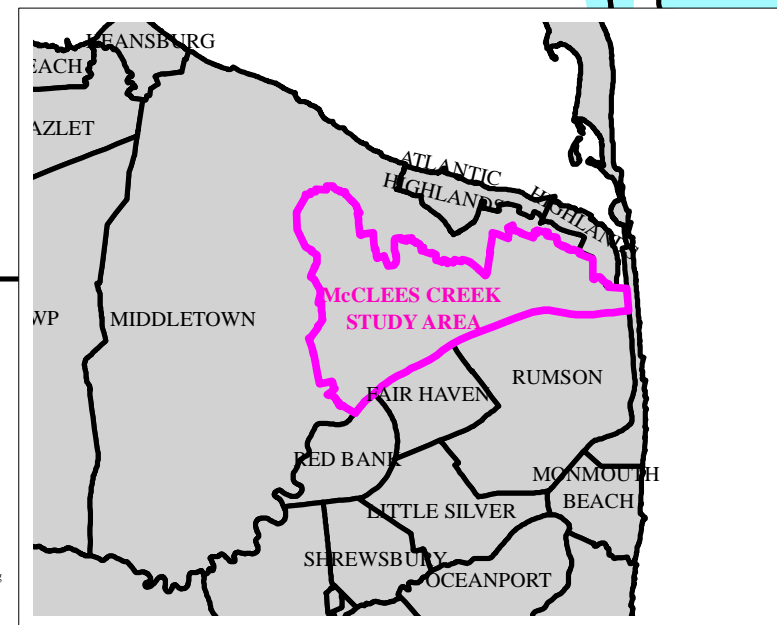 KEANSBURG
EACH
AZLET
ATLANTIC
HIGHLANDS
HIGHLANDS
McCLEES CREEK
STUDY AREA
WP
MIDDLETOWN
RUMSON
FAIR HAVEN
RED BANK
MONMOUTH
BEACH
LITTLE SILVER
SHREWSBURY
OCEANPORT
g